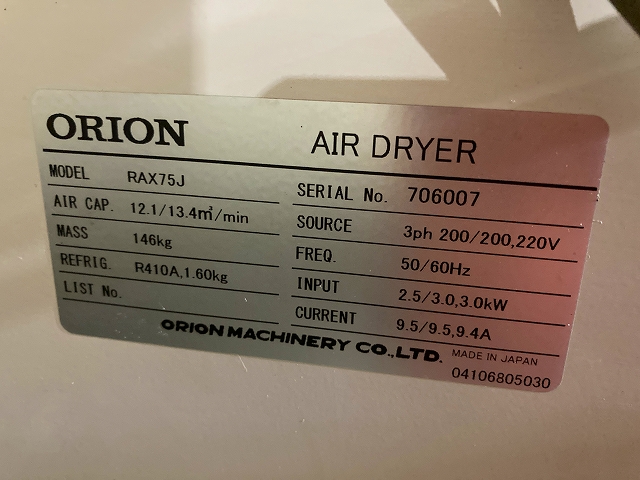 ORION AIR DRYER
MODEL RAX75J
AIR CAP. 12.1/13.4㎥/min
MASS 146kg
REFRIG. R410A,1.60kg
LIST No.
SERIAL No. 706007
SOURCE 3ph 200/200,220V
FREQ. 50/60Hz
INPUT 2.5/3.0,3.0kW
CURRENT 9.5/9.5,9.4A
ORION MACHINERY CO.,LTD. MADE IN JAPAN
04106805030